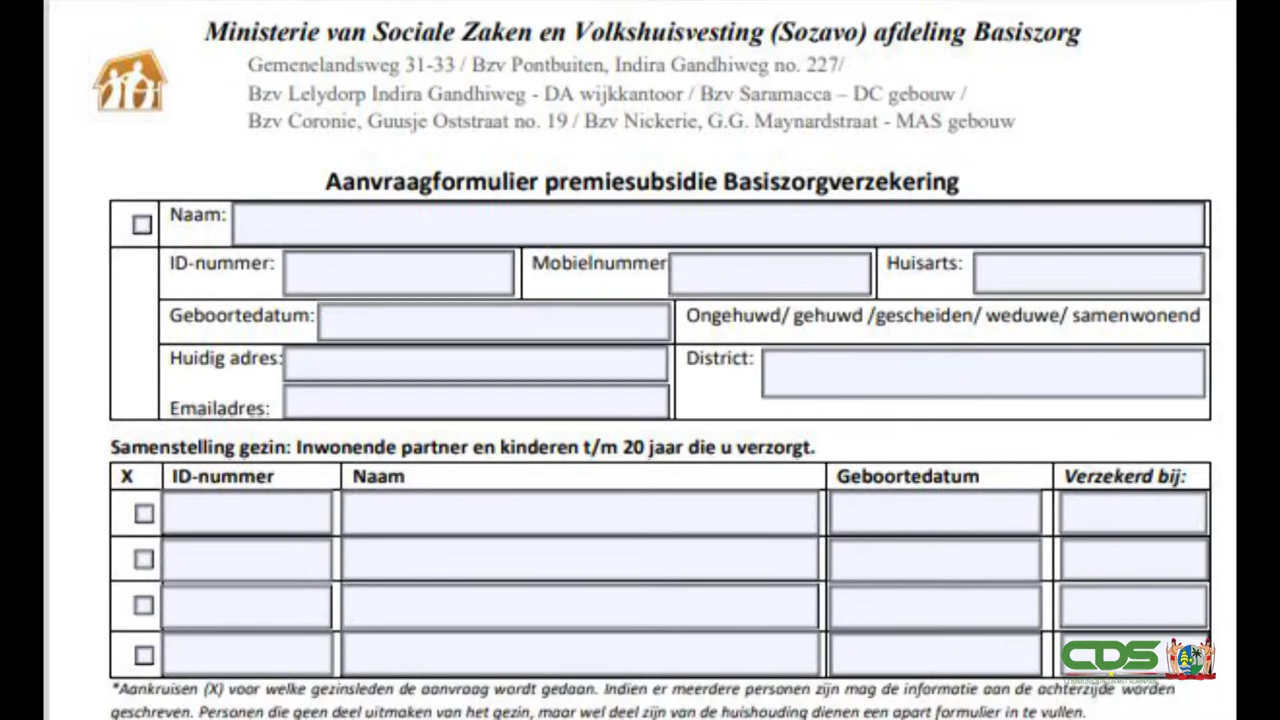 Ministerie van Sociale Zaken en Volkshuisvesting (Sozavo) afdeling Basiszorg
Gemenelandsweg 31-33 / Bzv Pontbuiten, Indira Gandhiweg no. 227/
Bzv Lelydorp Indira Gandhiweg - DA wijkkantoor / Bzv Saramacca – DC gebouw /
Bzv Coronie, Guusje Oststraat no. 19 / Bzv Nickerie, G.G. Maynardstraat - MAS gebouw
Aanvraagformulier premiesubsidie Basiszorgverzekering
Naam:
ID-nummer: Mobielnummer Huisarts:
Geboortedatum: Ongehuwd/ gehuwd /gescheiden/ weduwe/ samenwonend
Huidig adres: District:
Emailadres:
Samenstelling gezin: Inwonende partner en kinderen t/m 20 jaar die u verzorgt.
X ID-nummer Naam Geboortedatum Verzekerd bij:
CDS
*Aankruisen (X) voor welke gezinsleden de aanvraag wordt gedaan. Indien er meerdere personen zijn mag de informatie aan de achterzijde worden
geschreven. Personen die geen deel uitmaken van het gezin, maar wel deel zijn van de huishouding dienen een apart formulier in te vullen.